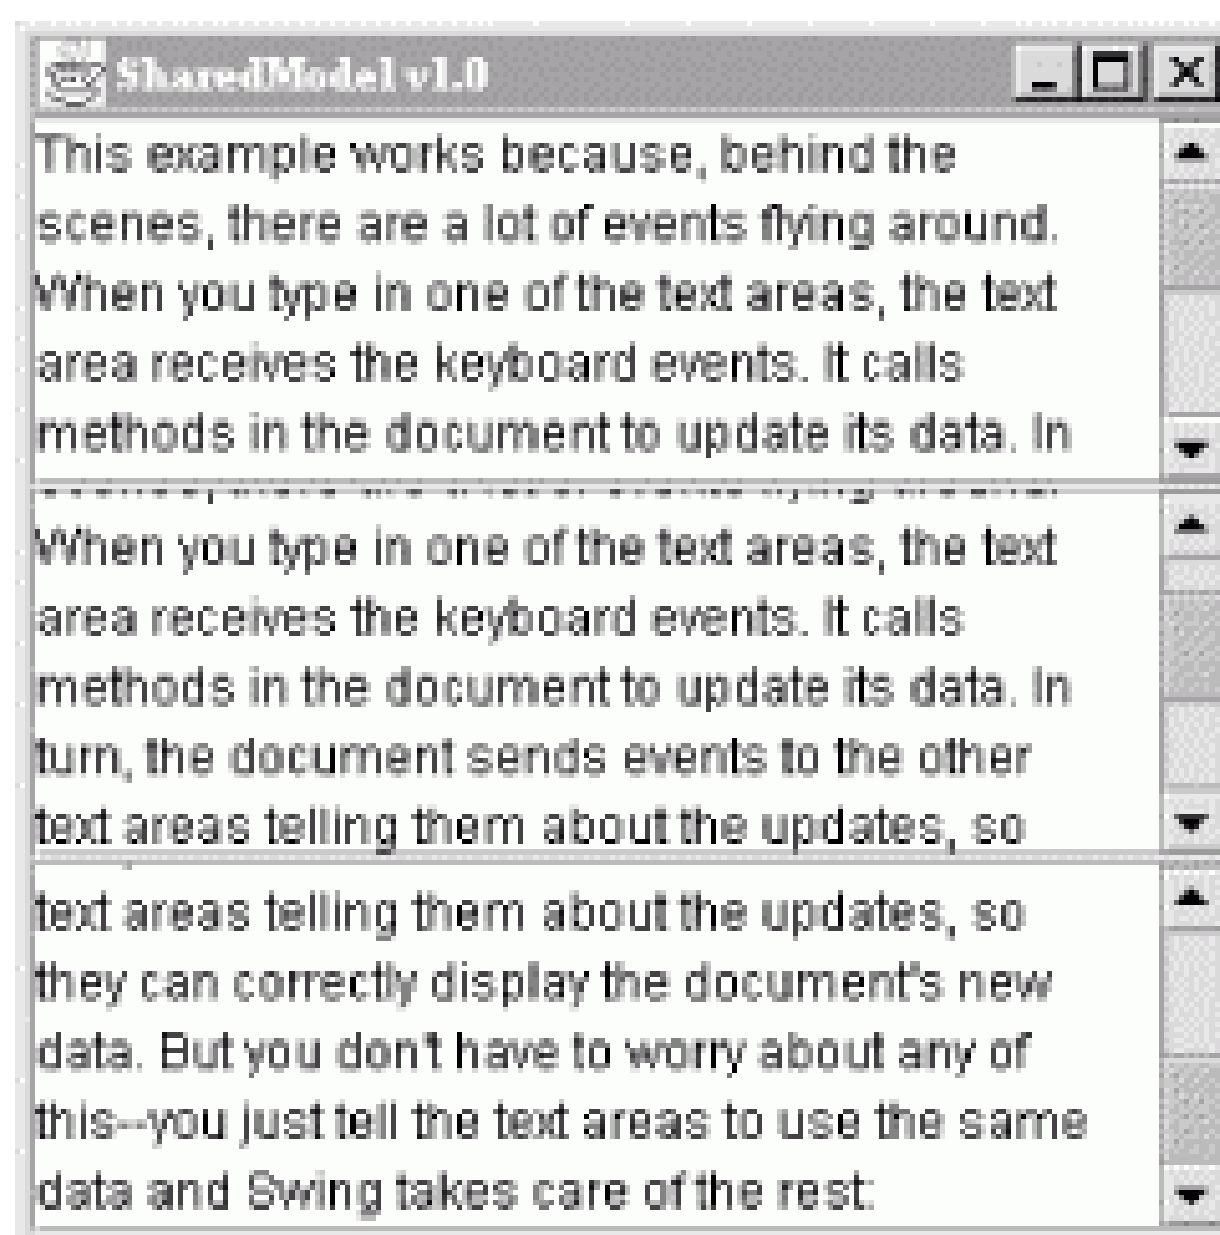 SharedModel v1.0
This example works because, behind the
scenes, there are a lot of events flying around.
When you type in one of the text areas, the text
area receives the keyboard events. It calls
methods in the document to update its data. In
When you type in one of the text areas, the text
area receives the keyboard events. It calls
methods in the document to update its data. In
turn, the document sends events to the other
text areas telling them about the updates, so
text areas telling them about the updates, so
they can correctly display the document's new
data. But you don't have to worry about any of
this--you just tell the text areas to use the same
data and Swing takes care of the rest: